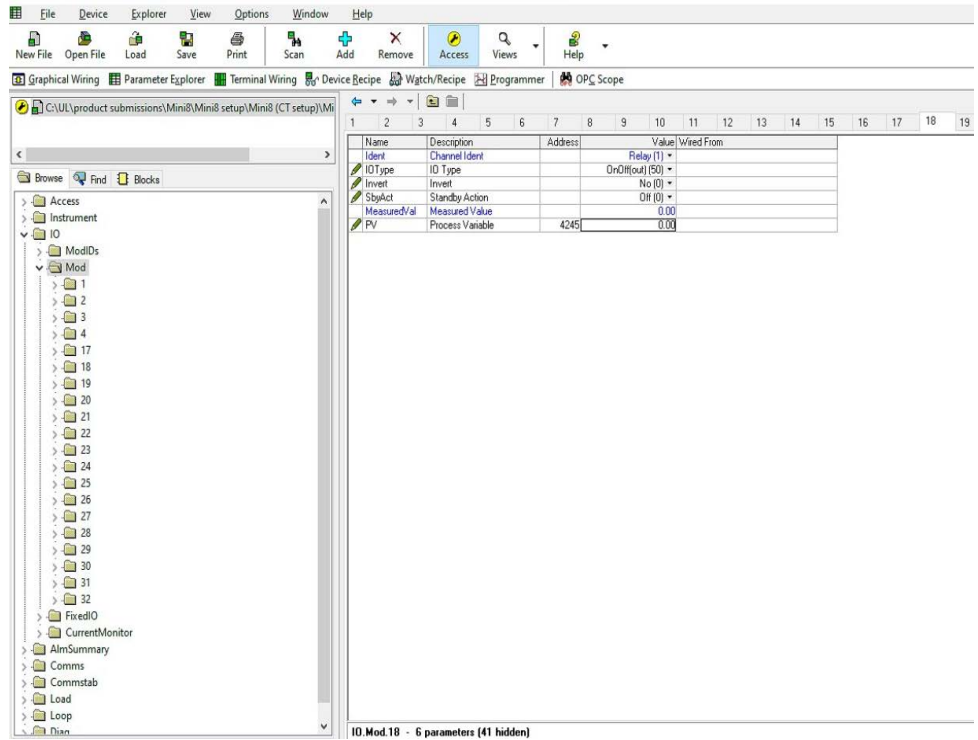 File Device Explorer View Options Window Help
New File Open File Load Save Print Scan Add Remove Access Views Help
Graphical Wiring Parameter Explorer Terminal Wiring Device Recipe Watch/Recipe Programmer OPC Scope
C:\UL\product submissions\Mini8\Mini8 setup\Mini8 (CT setup)\Mi
Browse Find Blocks
Access
Instrument
IO
ModIDs
Mod
1
2
3
4
17
18
19
20
21
22
23
24
25
26
27
28
29
30
31
32
FixedIO
CurrentMonitor
AlmSummary
Comms
Commstab
Load
Loop
Diag
1 2 3 4 5 6 7 8 9 10 11 12 13 14 15 16 17 18 19
Name Description Address Value Wired From
Ident Channel Ident Relay (1)
IOType IO Type OnOff(out) (50)
Invert Invert No (0)
SbyAct Standby Action Off (0)
MeasuredVal Measured Value 0.00
PV Process Variable 4245 0.00
IO.Mod.18 - 6 parameters (41 hidden)